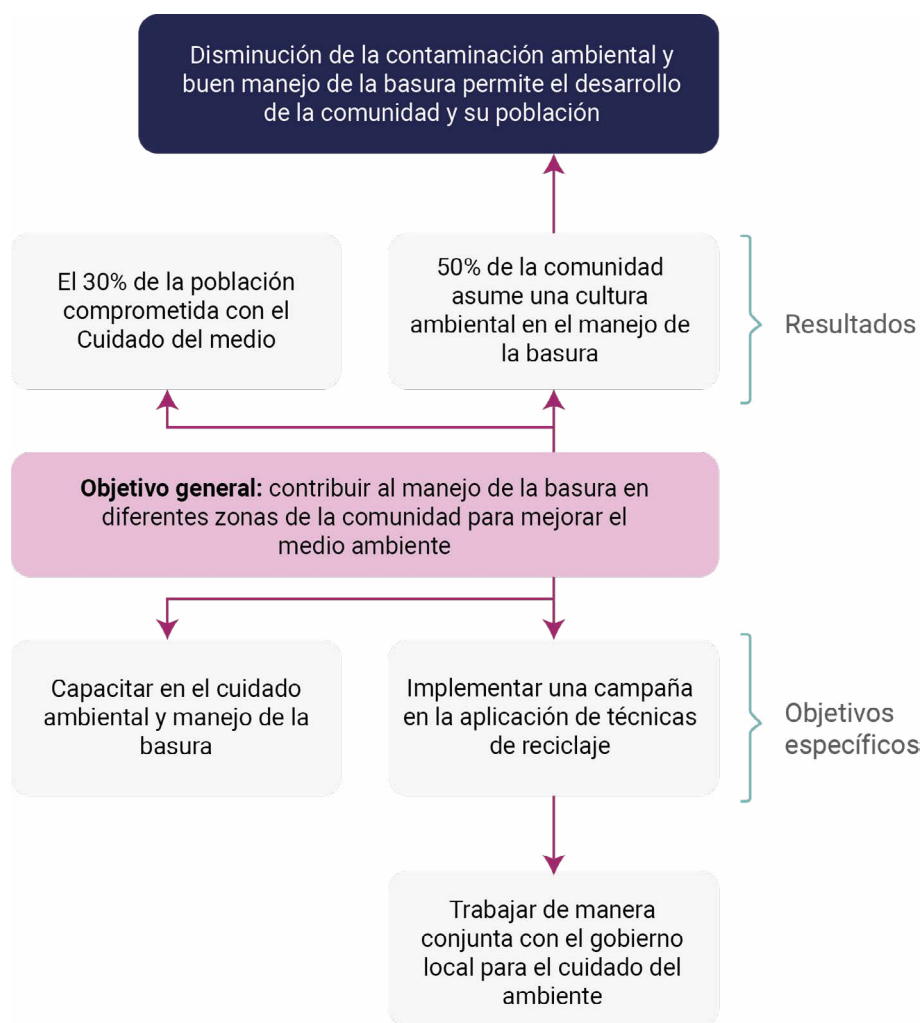 Disminución de la contaminación ambiental y
buen manejo de la basura permite el desarrollo
de la comunidad y su población
El 30% de la población
comprometida con el
Cuidado del medio
50% de la comunidad
asume una cultura
ambiental en el manejo de
la basura
Resultados
Objetivo general: contribuir al manejo de la basura en
diferentes zonas de la comunidad para mejorar el
medio ambiente
Capacitar en el cuidado
ambiental y manejo de la
basura
Implementar una campaña
en la aplicación de técnicas
de reciclaje
Objetivos
específicos
Trabajar de manera
conjunta con el gobierno
local para el cuidado del
ambiente